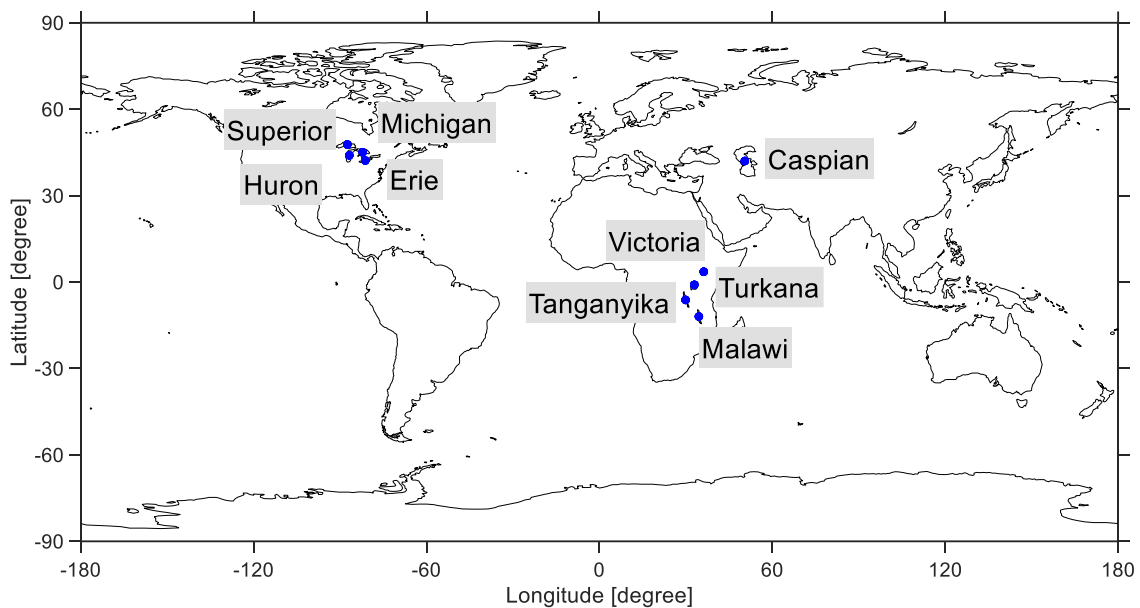 90
60
30
0
-30
-60
-90
Latitude [degree]
Superior
Michigan
Huron
Erie
Caspian
Victoria
Turkana
Tanganyika
Malawi
-180
-120
-60
0
60
120
180
Longitude [degree]